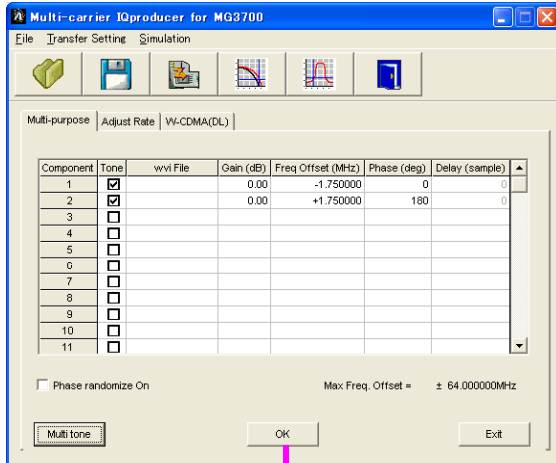 Multi-carrier IQproducer for MG3700
File Transfer Setting Simulation
Multi-purpose Adjust Rate W-CDMA(DL)
Component Tone wvi File Gain (dB) Freq Offset (MHz) Phase (deg) Delay (sample)
1 0.00 -1.750000 0 0
2 0.00 +1.750000 180 0
3
4
5
6
7
8
9
10
11
Phase randomize On Max Freq. Offset = ± 64.000000MHz
Multi tone OK Exit